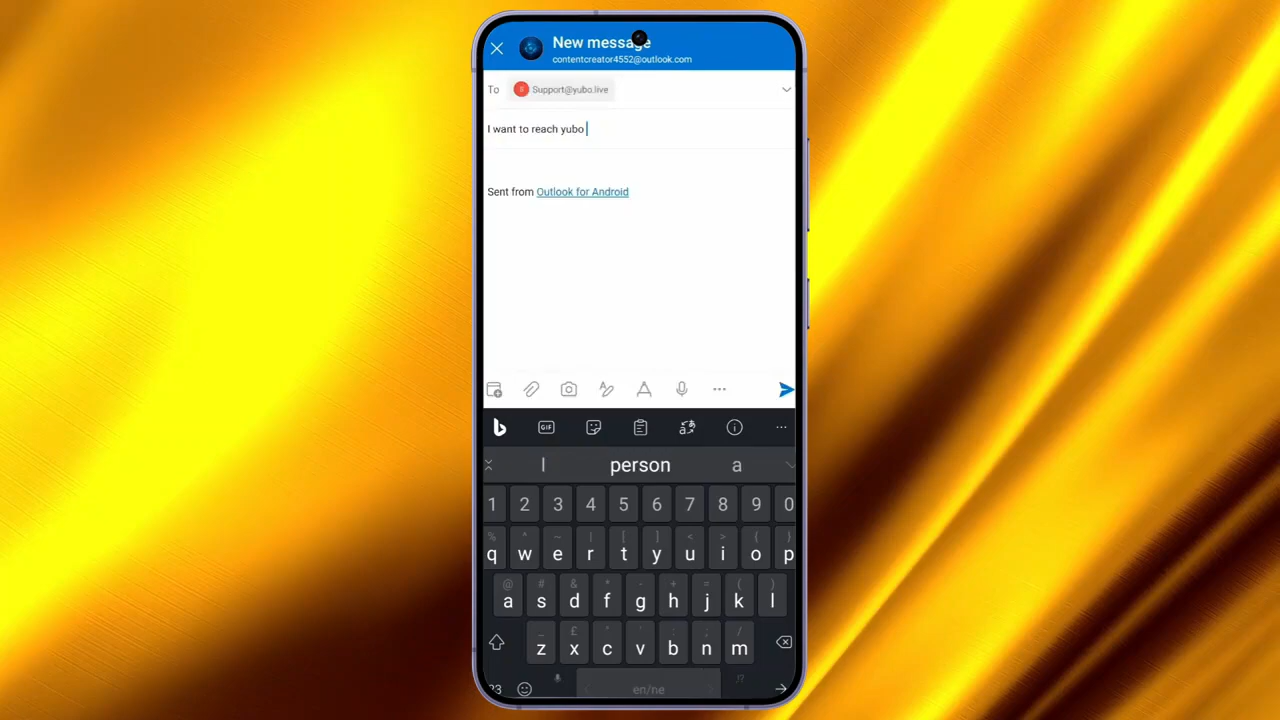 New message
contentcreator4552@outlook.com
To Support@yubo.live
I want to reach yubo
Sent from Outlook for Android
GIF
I person a
1 2 3 4 5 6 7 8 9 0
% ^ ~ | [ ] < > { }
q w e r t y u i o p
@ # & * - + = ( )
a s d f g h j k l
_ £ " ' : ; /
z x c v b n m
!?
en/ne